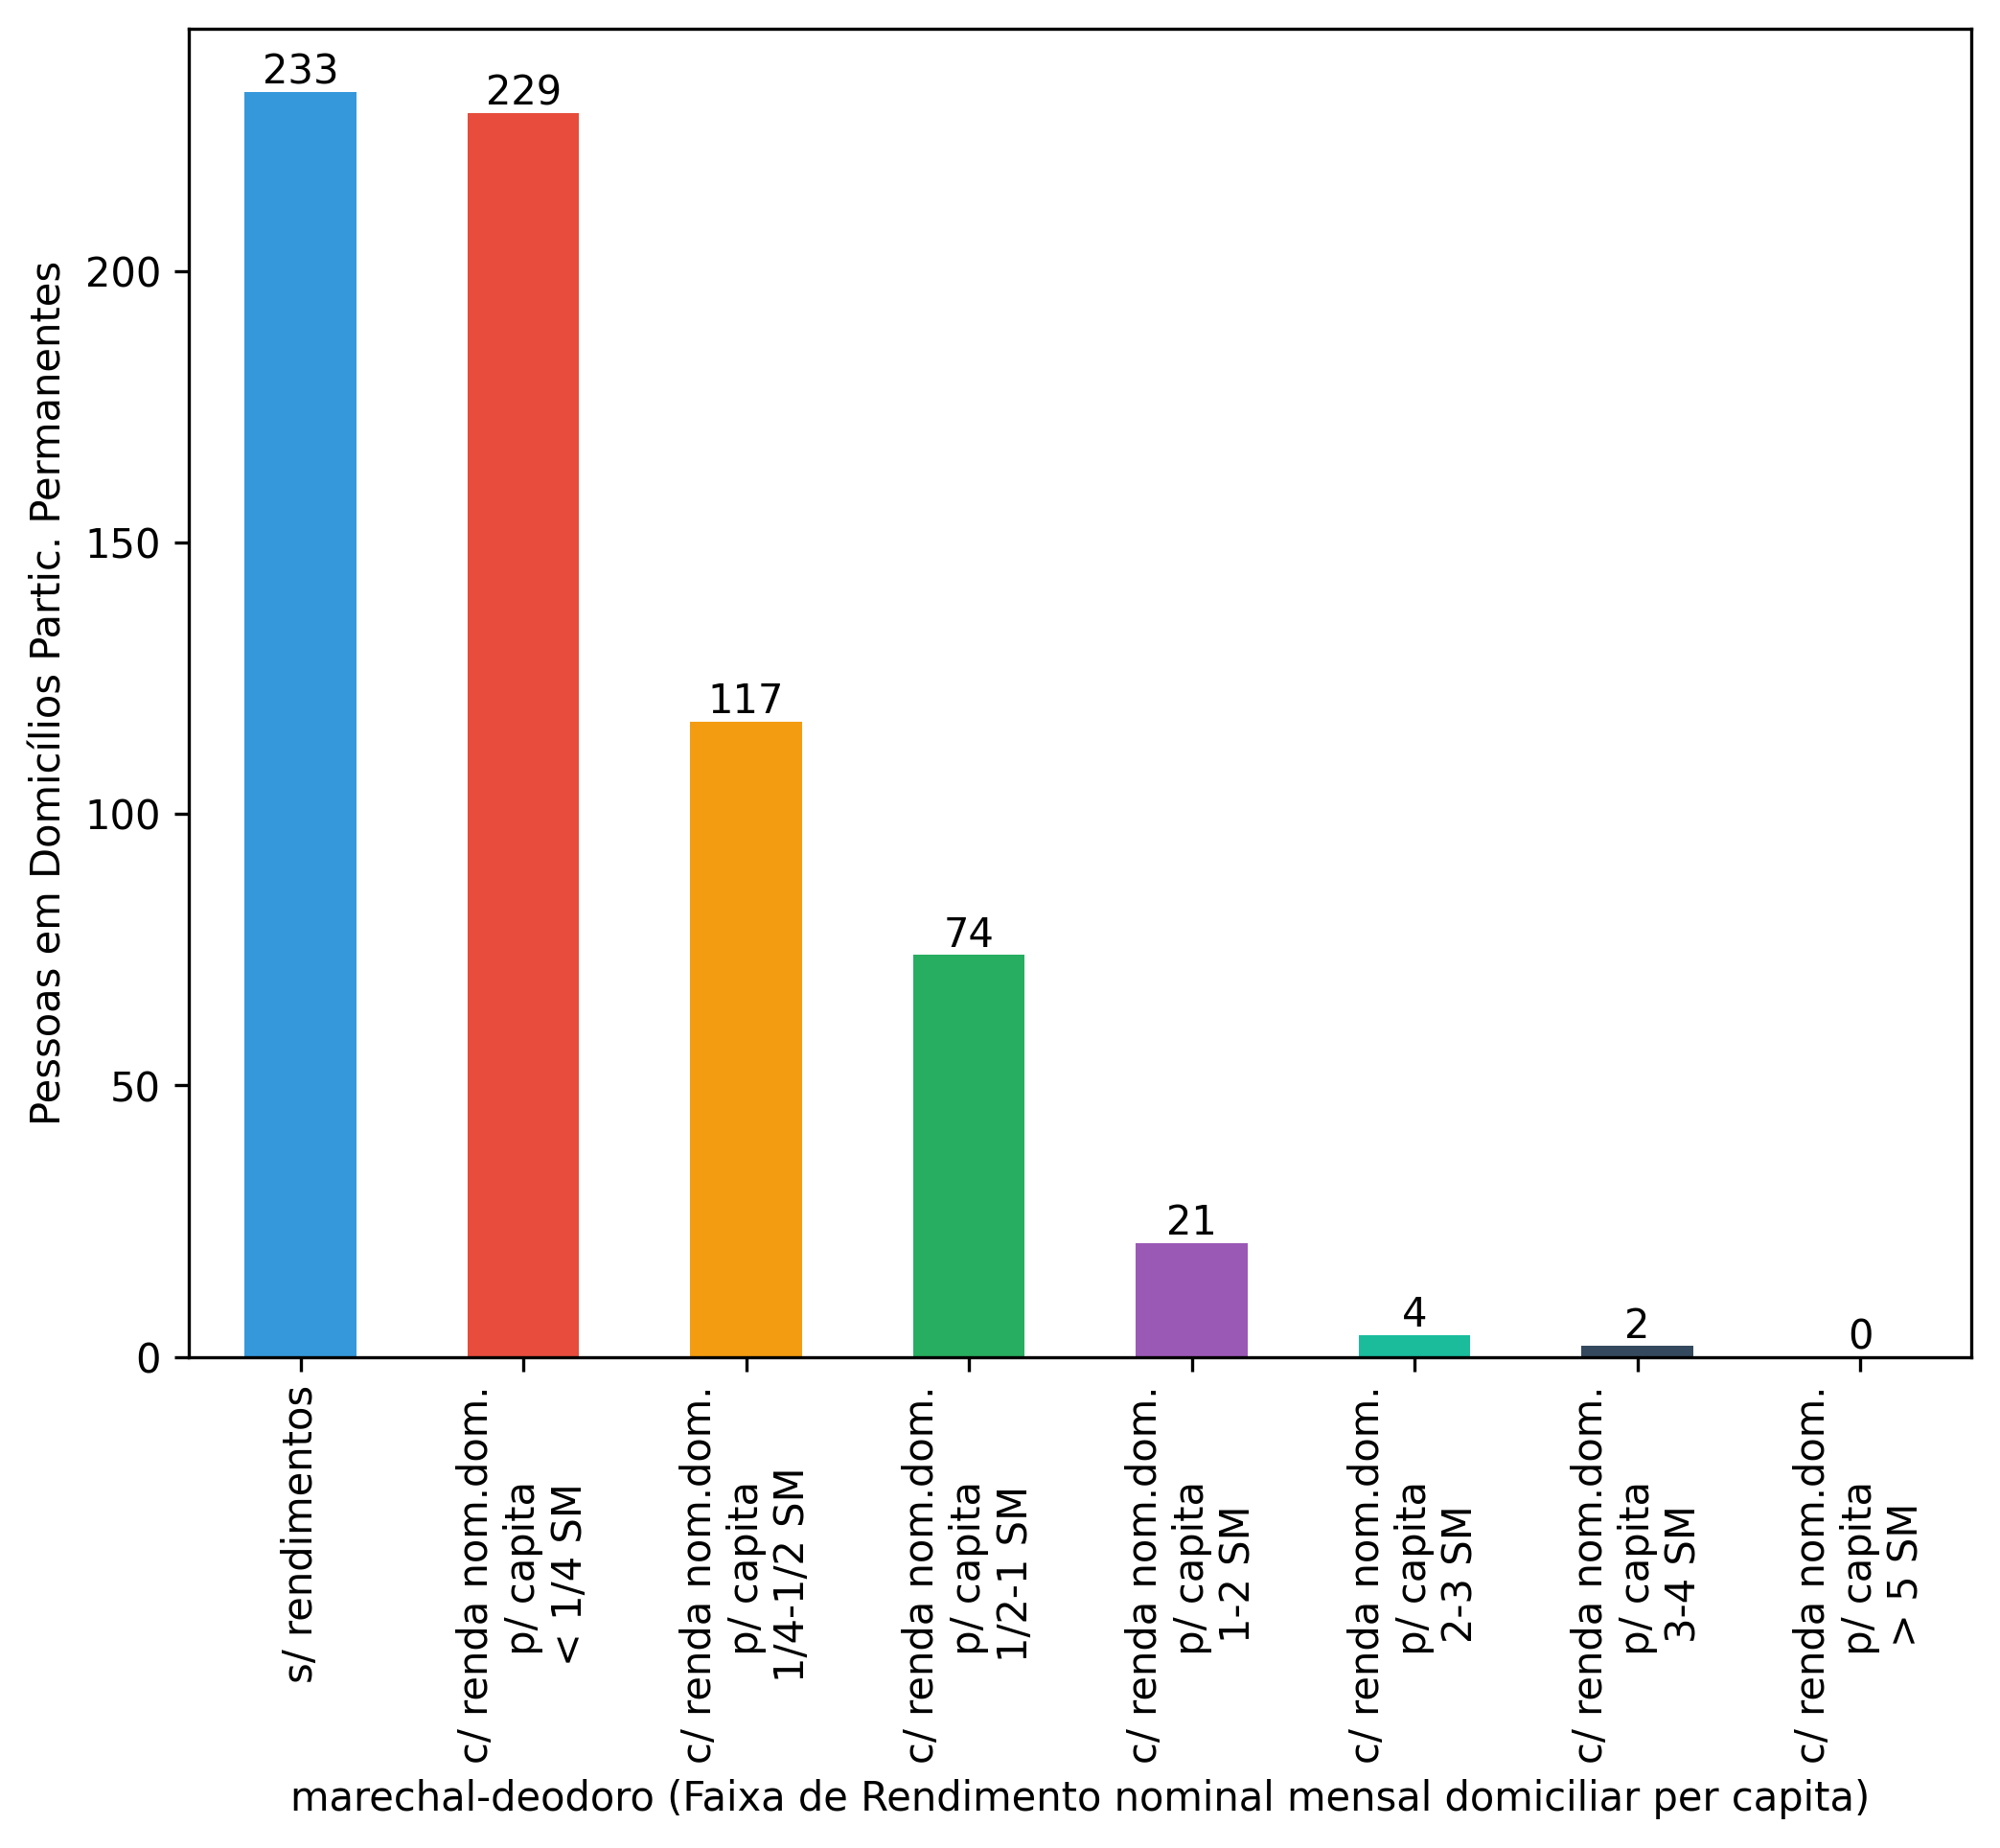 233
229
117
74
21
4
2
0
Pessoas em Domicílios Partic. Permanentes
200
150
100
50
0
s/ rendimentos
c/ renda nom.dom.
p/ capita
< 1/4 SM
c/ renda nom.dom.
p/ capita
1/4-1/2 SM
c/ renda nom.dom.
p/ capita
1/2-1 SM
c/ renda nom.dom.
p/ capita
1-2 SM
c/ renda nom.dom.
p/ capita
2-3 SM
c/ renda nom.dom.
p/ capita
3-4 SM
c/ renda nom.dom.
p/ capita
> 5 SM
marechal-deodoro (Faixa de Rendimento nominal mensal domiciliar per capita)